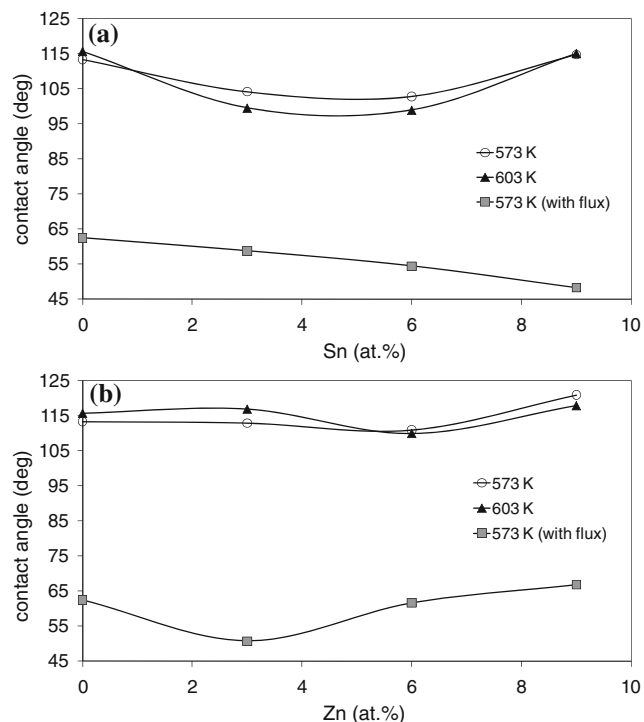 (a)
125
115
105
95
85
75
65
55
45
contact angle (deg)
573 K
603 K
573 K (with flux)
0 2 4 6 8 10
Sn (at.%)
(b)
125
115
105
95
85
75
65
55
45
contact angle (deg)
573 K
603 K
573 K (with flux)
0 2 4 6 8 10
Zn (at.%)